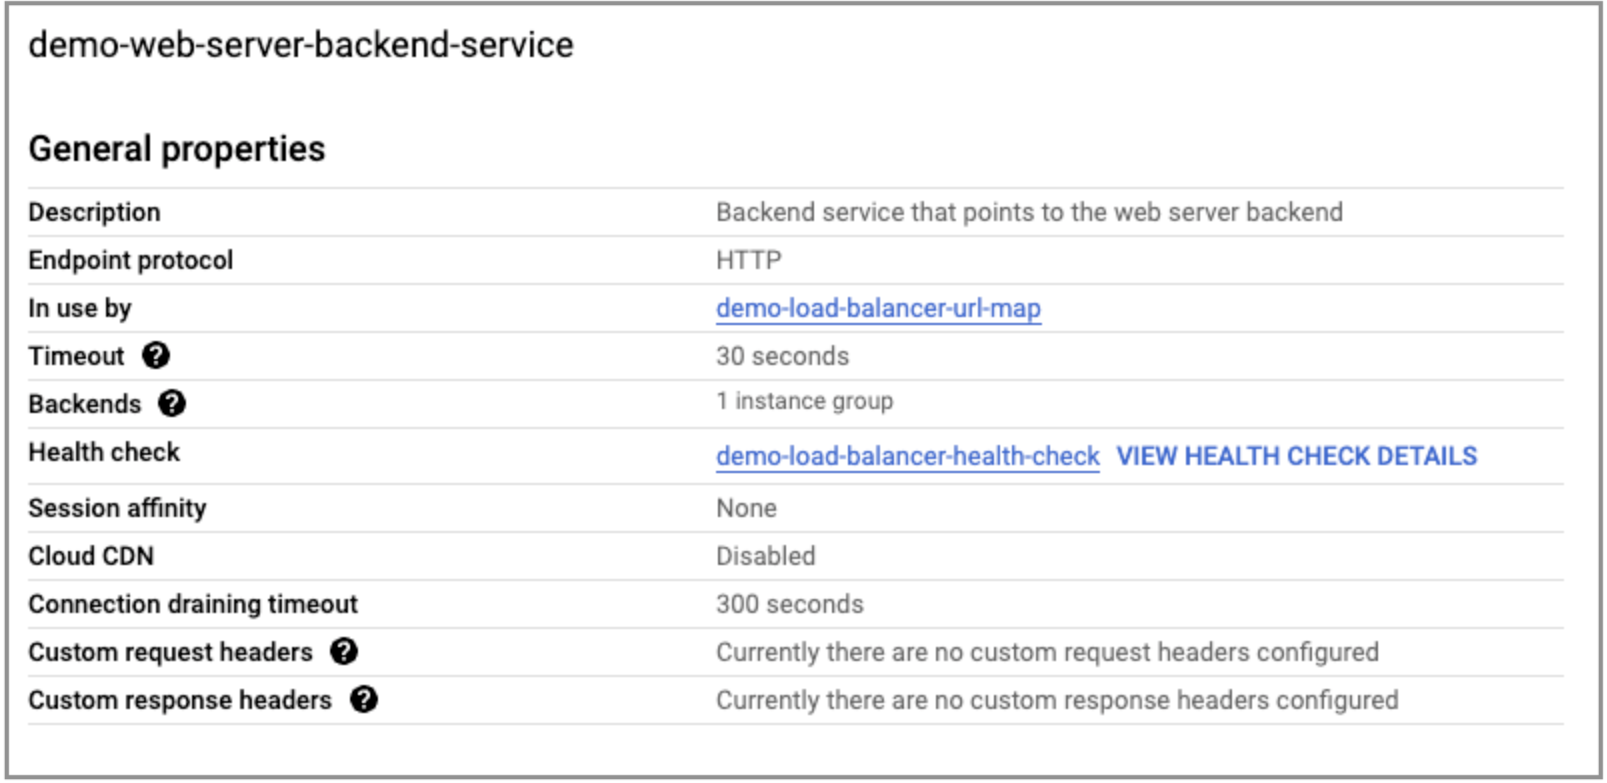 demo-web-server-backend-service
General properties
Description Backend service that points to the web server backend
Endpoint protocol HTTP
In use by demo-load-balancer-url-map
Timeout ? 30 seconds
Backends ? 1 instance group
Health check demo-load-balancer-health-check VIEW HEALTH CHECK DETAILS
Session affinity None
Cloud CDN Disabled
Connection draining timeout 300 seconds
Custom request headers ? Currently there are no custom request headers configured
Custom response headers ? Currently there are no custom response headers configured